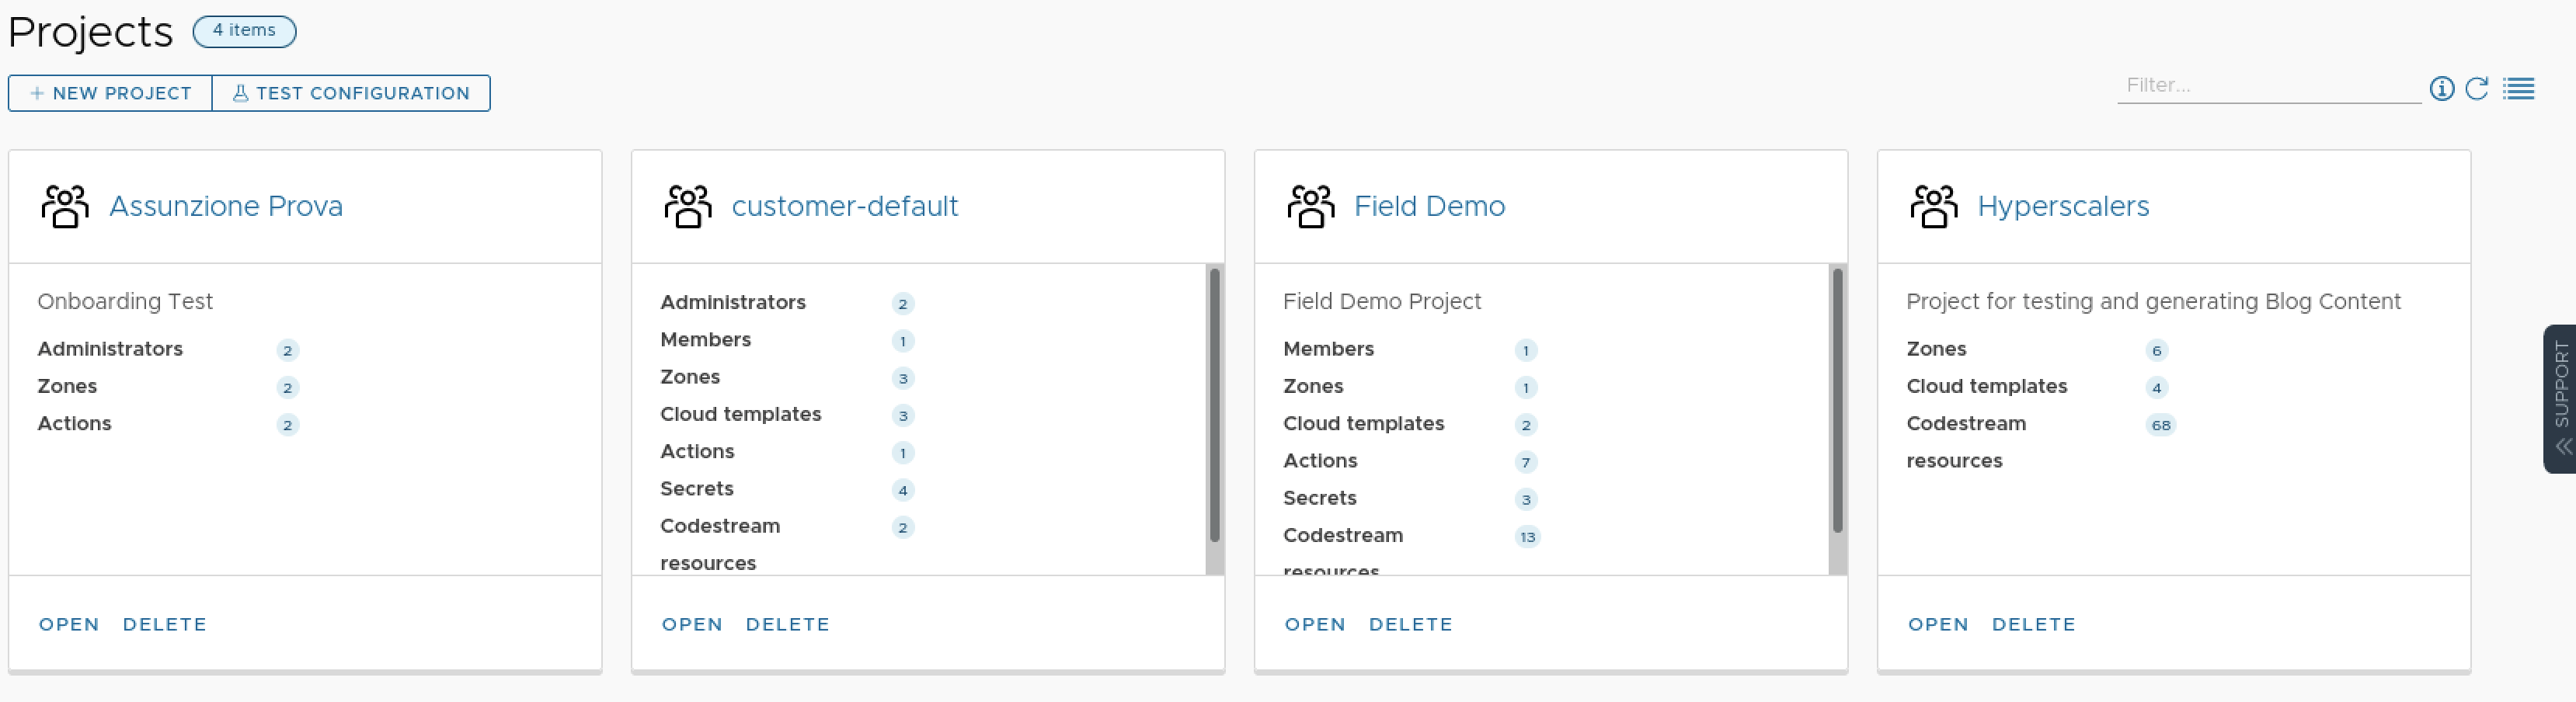 Projects 4 items
+ NEW PROJECT TEST CONFIGURATION
Filter...
Assunzione Prova
Onboarding Test
Administrators 2
Zones 2
Actions 2
OPEN DELETE
customer-default
Administrators 2
Members 1
Zones 3
Cloud templates 3
Actions 1
Secrets 4
Codestream 2
resources
OPEN DELETE
Field Demo
Field Demo Project
Members 1
Zones 1
Cloud templates 2
Actions 7
Secrets 3
Codestream 13
resources
OPEN DELETE
Hyperscalers
Project for testing and generating Blog Content
Zones 6
Cloud templates 4
Codestream 68
resources
OPEN DELETE
SUPPORT